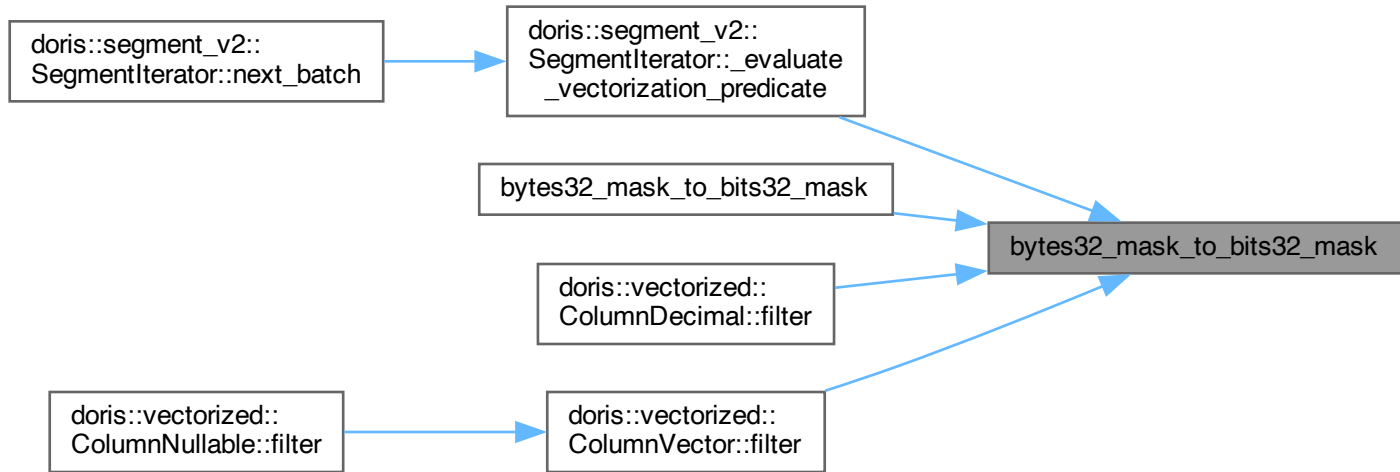 doris::segment_v2::
SegmentIterator::next_batch
doris::segment_v2::
SegmentIterator::_evaluate
_vectorization_predicate
bytes32_mask_to_bits32_mask
bytes32_mask_to_bits32_mask
doris::vectorized::
ColumnDecimal::filter
doris::vectorized::
ColumnNullable::filter
doris::vectorized::
ColumnVector::filter